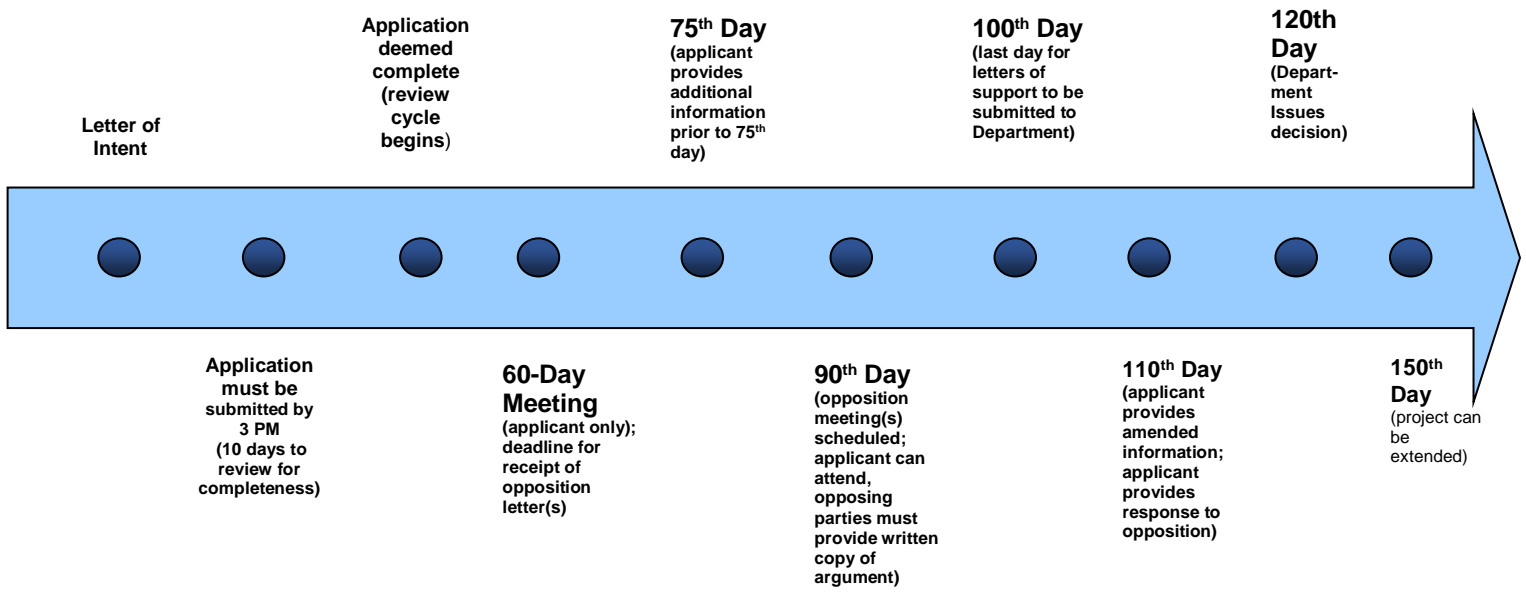 Letter of
Intent
Application
must be
submitted by
3 PM
(10 days to
review for
completeness)
Application
deemed
complete
(review
cycle
begins)
60-Day
Meeting
(applicant only);
deadline for
receipt of
opposition
letter(s)
75th Day
(applicant
provides
additional
information
prior to 75th
day)
90th Day
(opposition
meeting(s)
scheduled;
applicant can
attend,
opposing
parties must
provide written
copy of
argument)
100th Day
(last day for
letters of
support to be
submitted to
Department)
110th Day
(applicant
provides
amended
information;
applicant
provides
response to
opposition)
120th
Day
(Depart-
ment
Issues
decision)
150th
Day
(project can
be
extended)